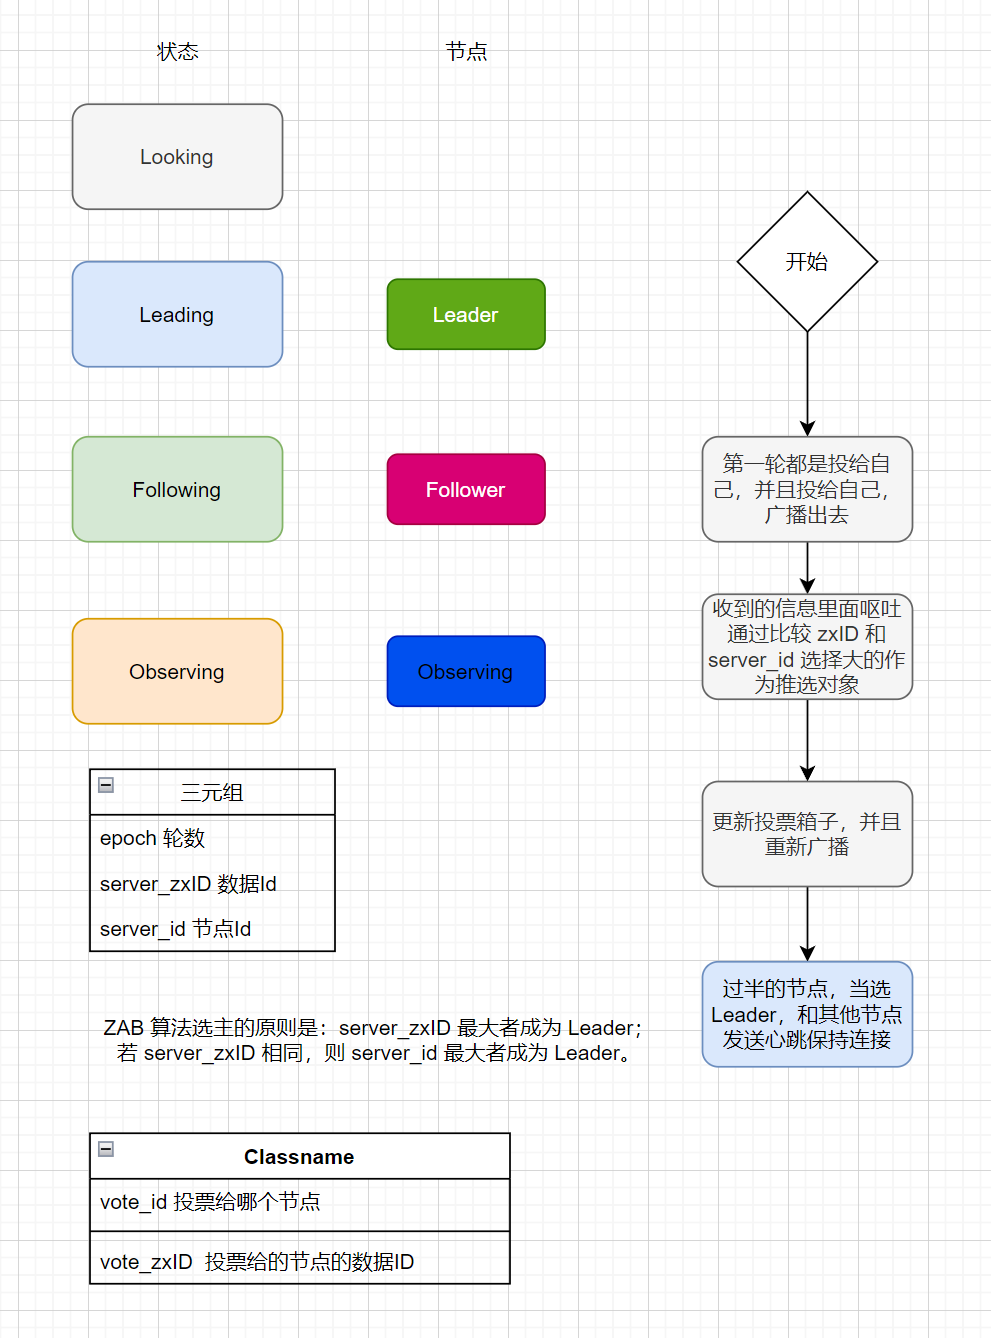 状态
节点
Looking
Leading
Leader
Following
Follower
Observing
Observing
三元组
epoch 轮数
server_zxID 数据Id
server_id 节点Id
ZAB 算法选主的原则是：server_zxID 最大者成为 Leader；
若 server_zxID 相同，则 server_id 最大者成为 Leader。
Classname
vote_id 投票给哪个节点
vote_zxID 投票给的节点的数据ID
开始
第一轮都是投给自
己，并且投给自己，
广播出去
收到的信息里面呕吐
通过比较 zxID 和
server_id 选择大的作
为推选对象
更新投票箱子，并且
重新广播
过半的节点，当选
Leader，和其他节点
发送心跳保持连接